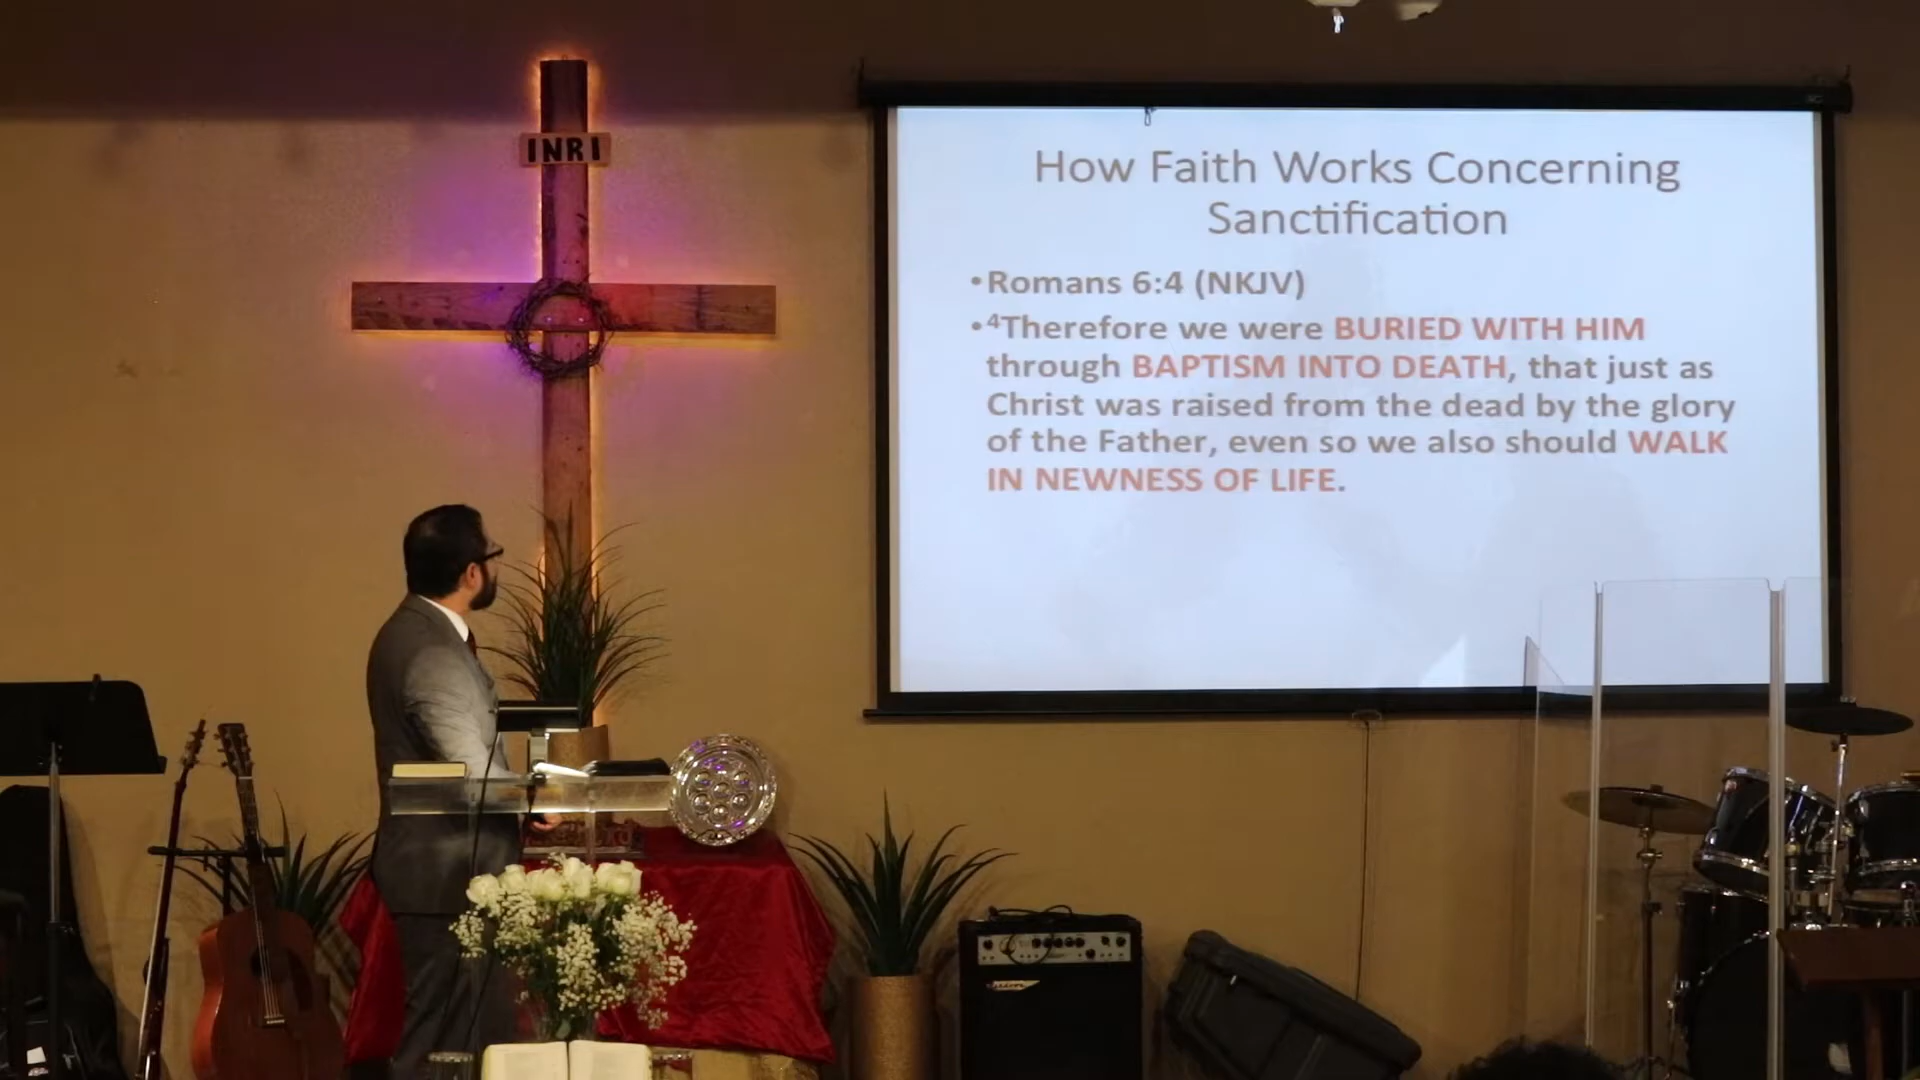 INRI
How Faith Works Concerning
Sanctification
•Romans 6:4 (NKJV)
•⁴Therefore we were BURIED WITH HIM
through BAPTISM INTO DEATH, that just as
Christ was raised from the dead by the glory
of the Father, even so we also should WALK
IN NEWNESS OF LIFE.